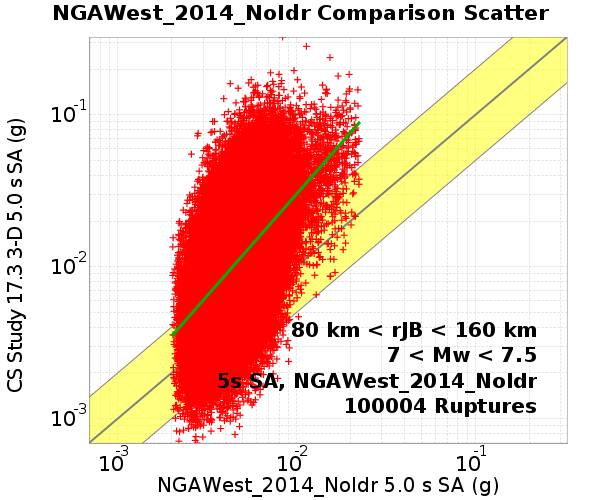 NGAWest_2014_NoIdr Comparison Scatter
CS Study 17.3 3-D 5.0 s SA (g)
10⁻¹
10⁻²
10⁻³
80 km < rJB < 160 km
7 < Mw < 7.5
5s SA, NGAWest_2014_NoIdr
100004 Ruptures
10⁻³ 10⁻² 10⁻¹
NGAWest_2014_NoIdr 5.0 s SA (g)